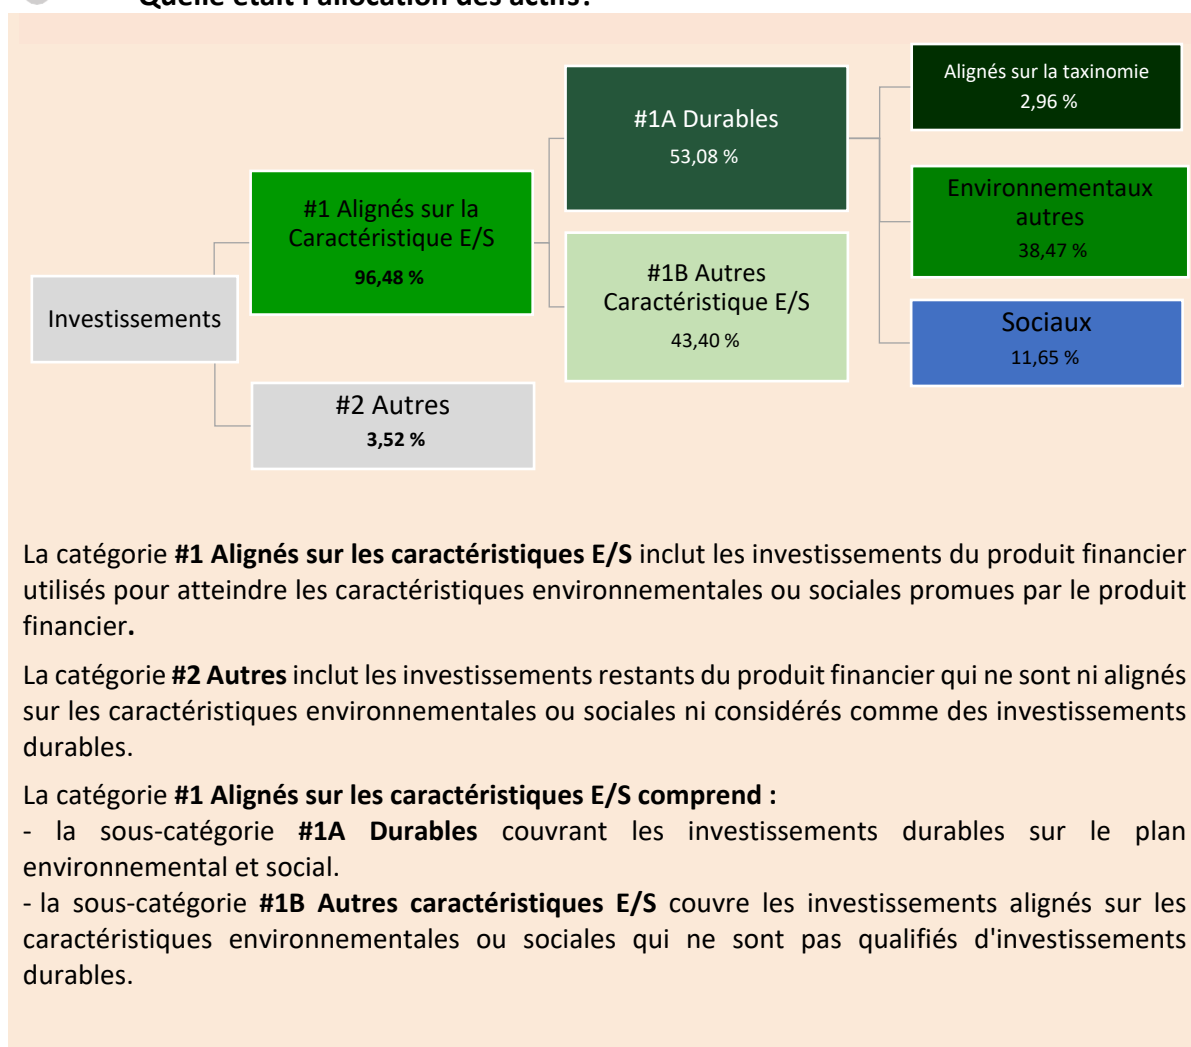 Quelle était l'allocation des actifs?
Alignés sur la taxinomie
2,96 %
#1A Durables
53,08 %
#1 Alignés sur la
Caractéristique E/S
96,48 %
Environnementaux
autres
38,47 %
#1B Autres
Caractéristique E/S
43,40 %
Investissements
Sociaux
11,65 %
#2 Autres
3,52 %
La catégorie #1 Alignés sur les caractéristiques E/S inclut les investissements du produit financier
utilisés pour atteindre les caractéristiques environnementales ou sociales promues par le produit
financier.
La catégorie #2 Autres inclut les investissements restants du produit financier qui ne sont ni alignés
sur les caractéristiques environnementales ou sociales ni considérés comme des investissements
durables.
La catégorie #1 Alignés sur les caractéristiques E/S comprend :
- la sous-catégorie #1A Durables couvrant les investissements durables sur le plan
environnemental et social.
- la sous-catégorie #1B Autres caractéristiques E/S couvre les investissements alignés sur les
caractéristiques environnementales ou sociales qui ne sont pas qualifiés d'investissements
durables.